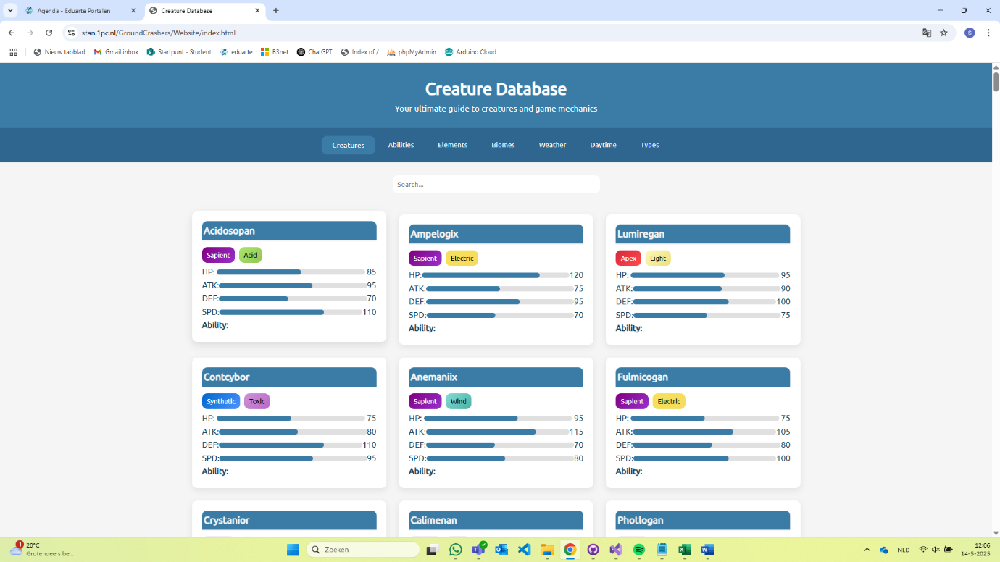 Agenda - Eduarte Portalen
Creature Database
stan.1pc.nl/GroundCrashers/Website/index.html
S
Nieuw tabblad
Gmail inbox
Startpunt - Student
eduarte
B3net
ChatGPT
Index of /
phpMyAdmin
Arduino Cloud
Creature Database
Your ultimate guide to creatures and game mechanics
Creatures Abilities Elements Biomes Weather Daytime Types
Search...
Acidosopan
Sapient Acid
HP: 85
ATK: 95
DEF: 70
SPD: 110
Ability:
Ampelogix
Sapient Electric
HP: 120
ATK: 75
DEF: 95
SPD: 70
Ability:
Lumiregan
Apex Light
HP: 95
ATK: 90
DEF: 100
SPD: 75
Ability:
Contcybor
Synthetic Toxic
HP: 75
ATK: 80
DEF: 110
SPD: 95
Ability:
Anemaniix
Sapient Wind
HP: 95
ATK: 115
DEF: 70
SPD: 80
Ability:
Fulmicogan
Sapient Electric
HP: 75
ATK: 105
DEF: 80
SPD: 100
Ability:
Crystanior
Calimenan
Photlogan
1
20°C
Grotendeels be...
Zoeken
NLD
12:06
14-5-2025